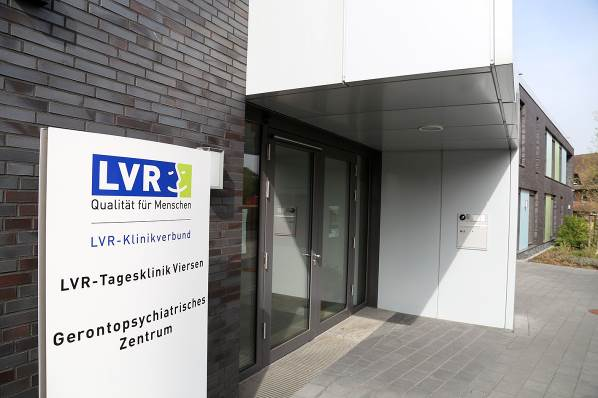 LVR
Qualität für Menschen
LVR-Klinikverbund
LVR-Tagesklinik Viersen
Gerontopsychiatrisches
Zentrum